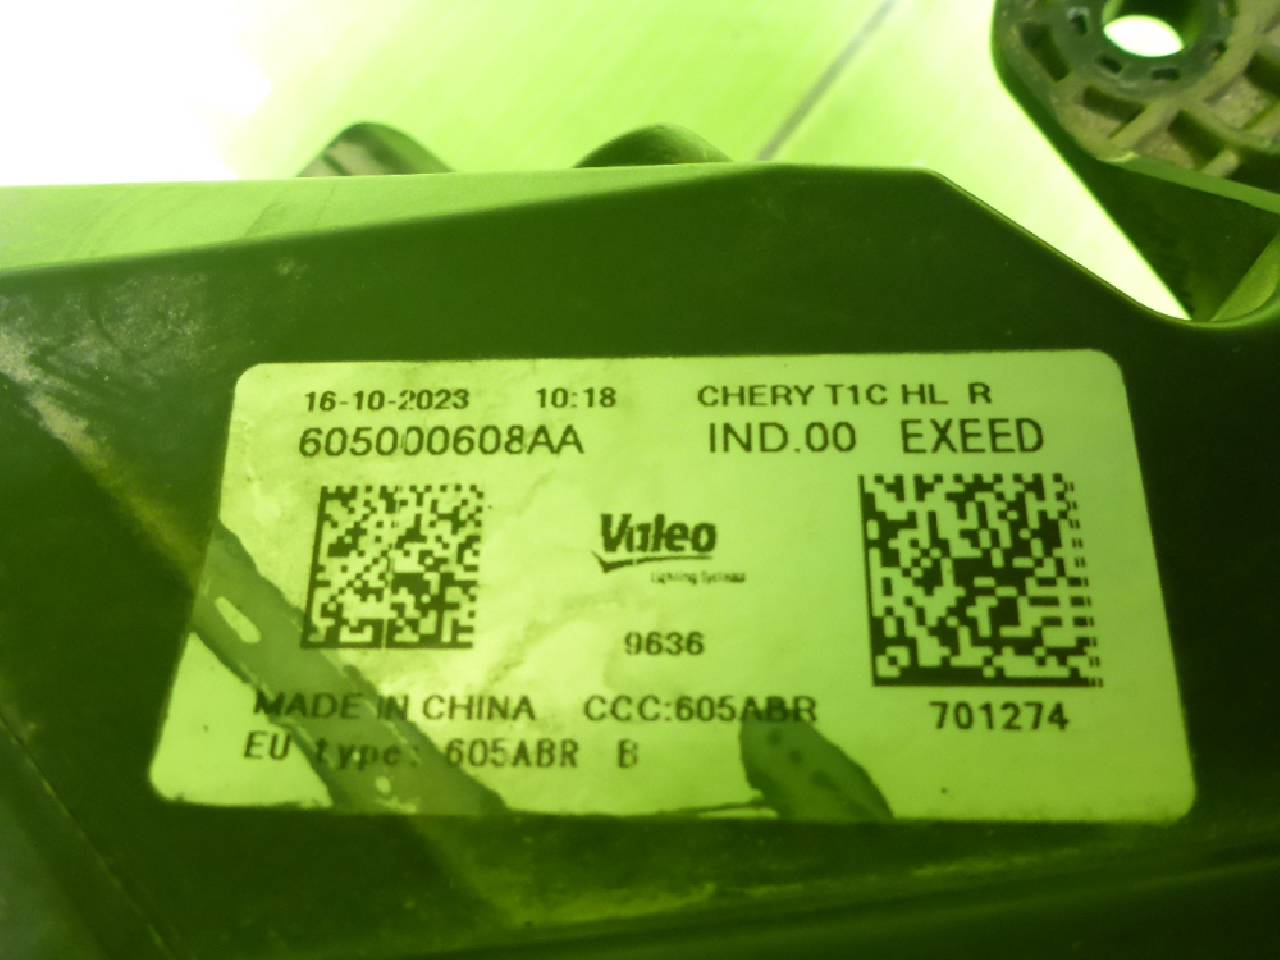 16-10-2023 10:18 CHERY T1C HL R
605000608AA IND.00 EXEED
Valeo
Lighting Systems
9636
MADE IN CHINA CCC:605ABR 701274
EU type: 605ABR B